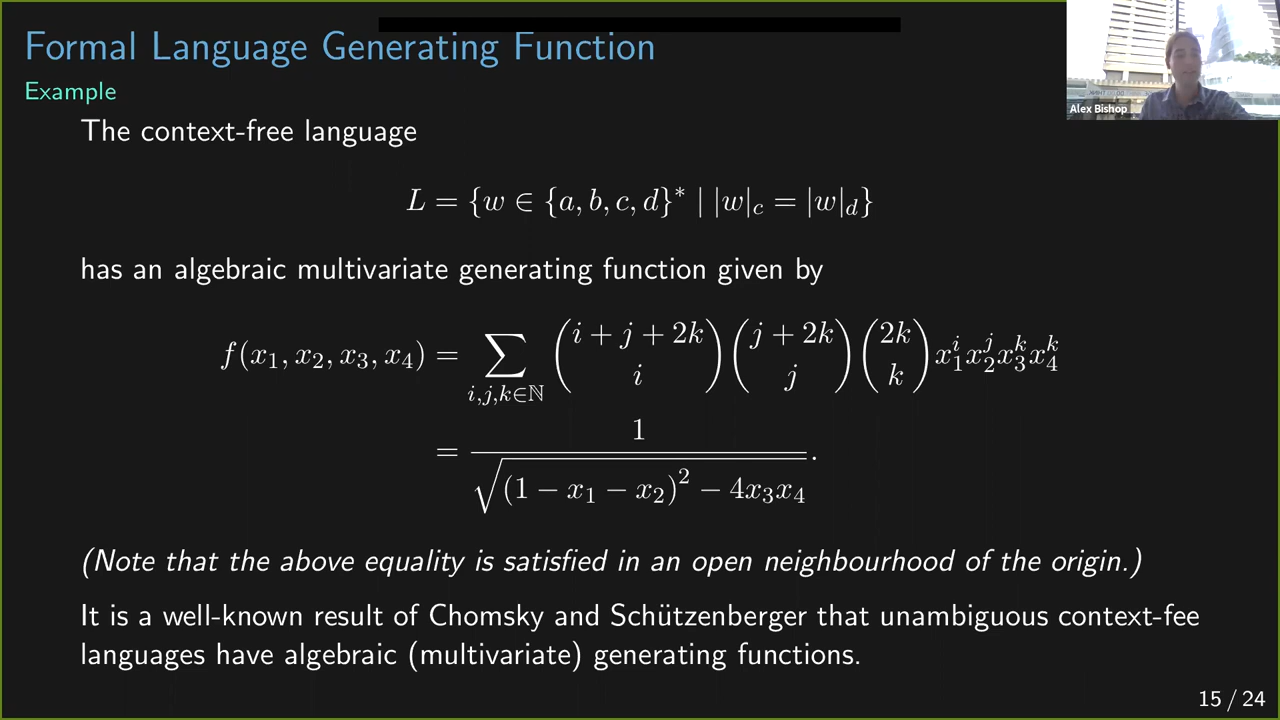 Formal Language Generating Function
Example
Alex Bishop
The context-free language
L = {w ∈ {a, b, c, d}* | |w|_c = |w|_d}
has an algebraic multivariate generating function given by
f(x₁, x₂, x₃, x₄) = ∑_{i,j,k∈ℕ} (i + j + 2k choose i) (j + 2k choose j) (2k choose k) x₁^i x₂^j x₃^k x₄^k
= 1 / √((1 − x₁ − x₂)² − 4x₃x₄).
(Note that the above equality is satisfied in an open neighbourhood of the origin.)
It is a well-known result of Chomsky and Schützenberger that unambiguous context-fee
languages have algebraic (multivariate) generating functions.
15 / 24